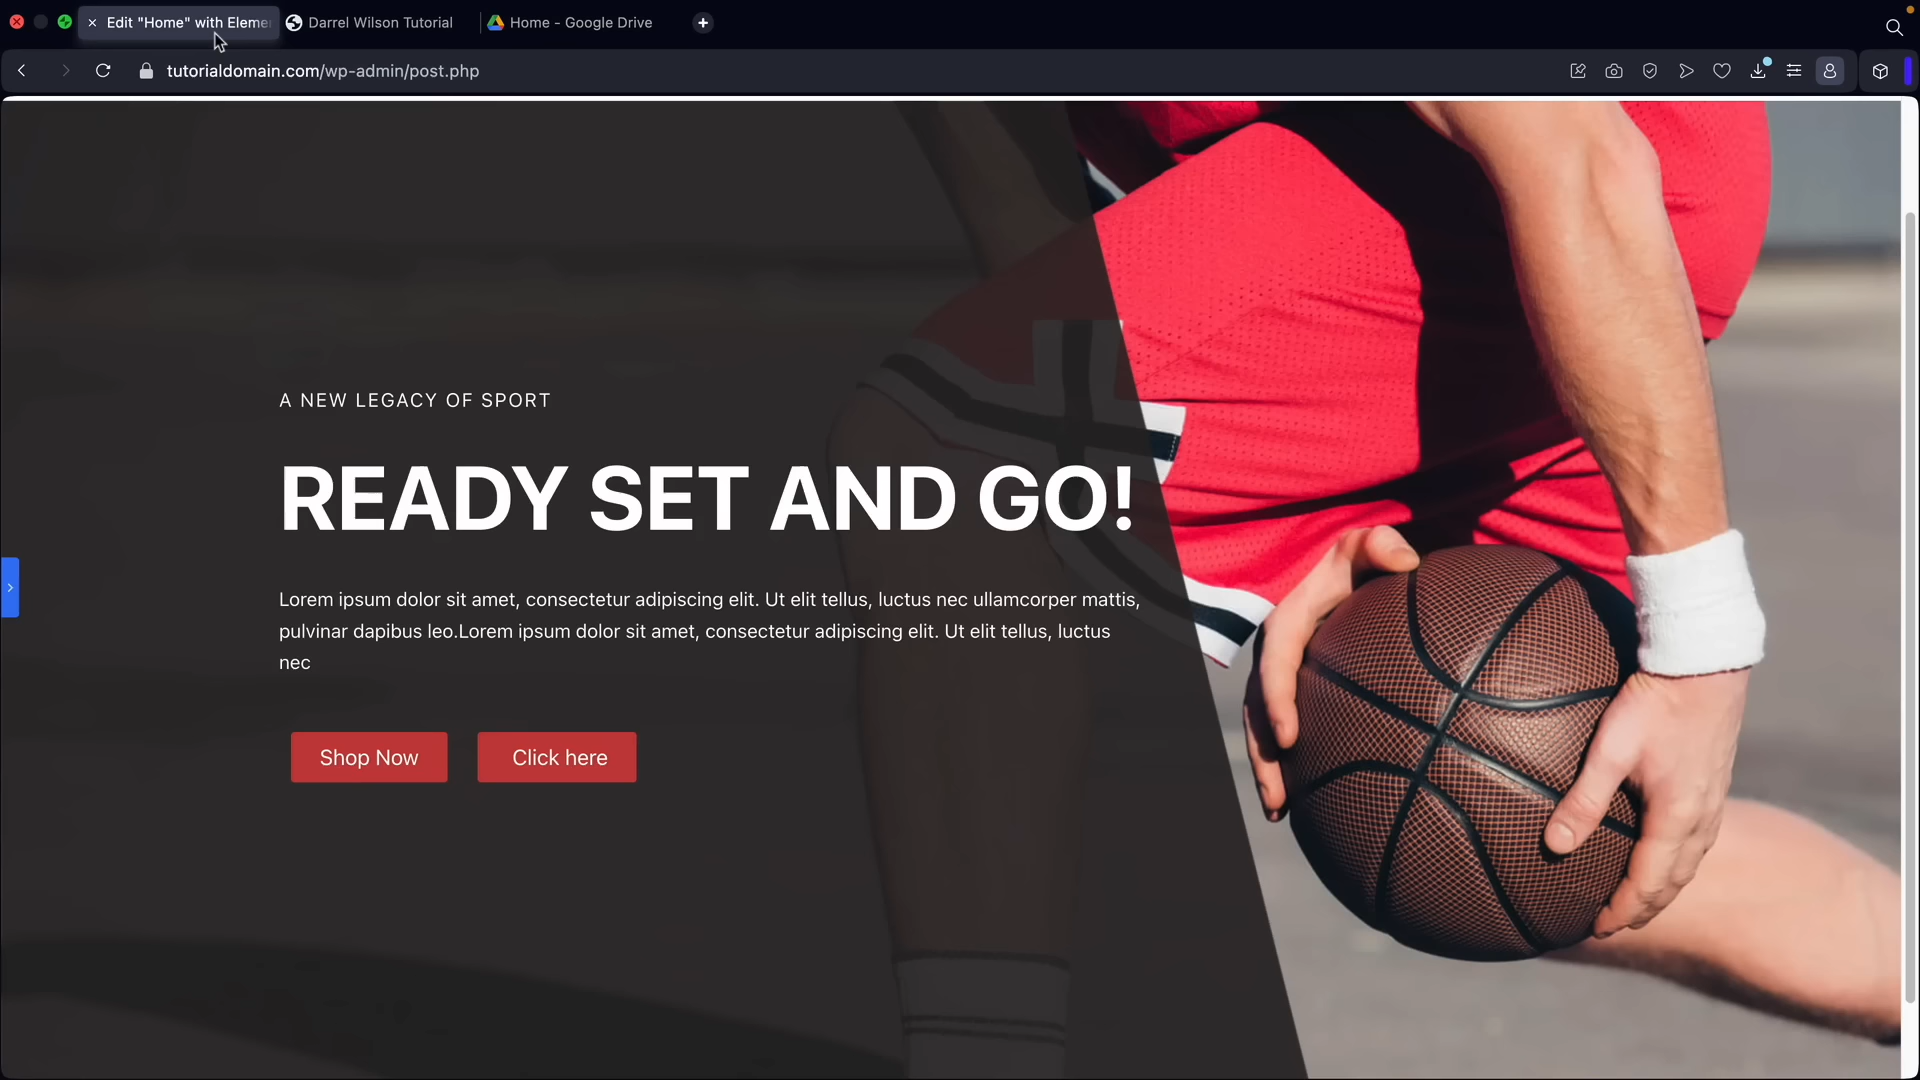 Edit "Home" with Eleme
Darrel Wilson Tutorial
Home - Google Drive
tutorialdomain.com/wp-admin/post.php
A NEW LEGACY OF SPORT
READY SET AND GO!
Lorem ipsum dolor sit amet, consectetur adipiscing elit. Ut elit tellus, luctus nec ullamcorper mattis,
pulvinar dapibus leo.Lorem ipsum dolor sit amet, consectetur adipiscing elit. Ut elit tellus, luctus
nec
Shop Now
Click here